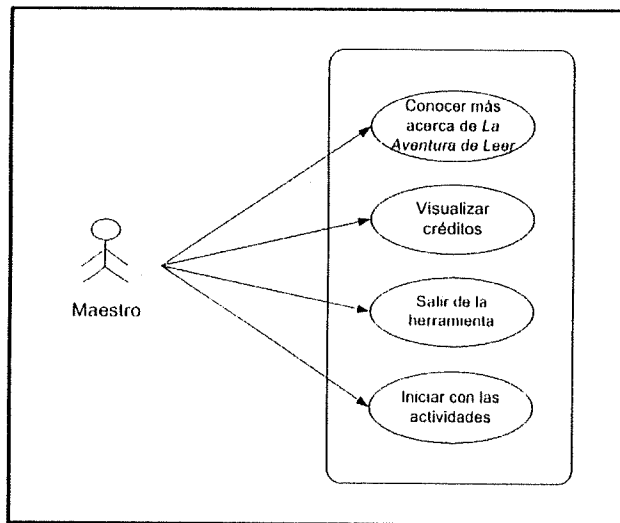 Conocer más
acerca de La
Aventura de Leer
Visualizar
créditos
Maestro
Salir de la
herramienta
Iniciar con las
actividades